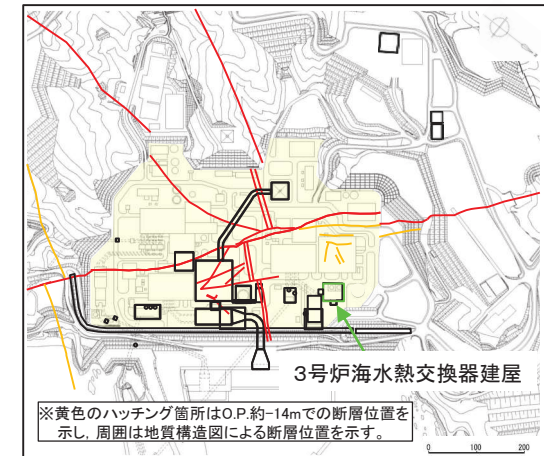 3号炉海水熱交換器建屋
※黄色のハッチング箇所はO.P.約-14mでの断層位置を
示し，周囲は地質構造図による断層位置を示す。
0 100 200